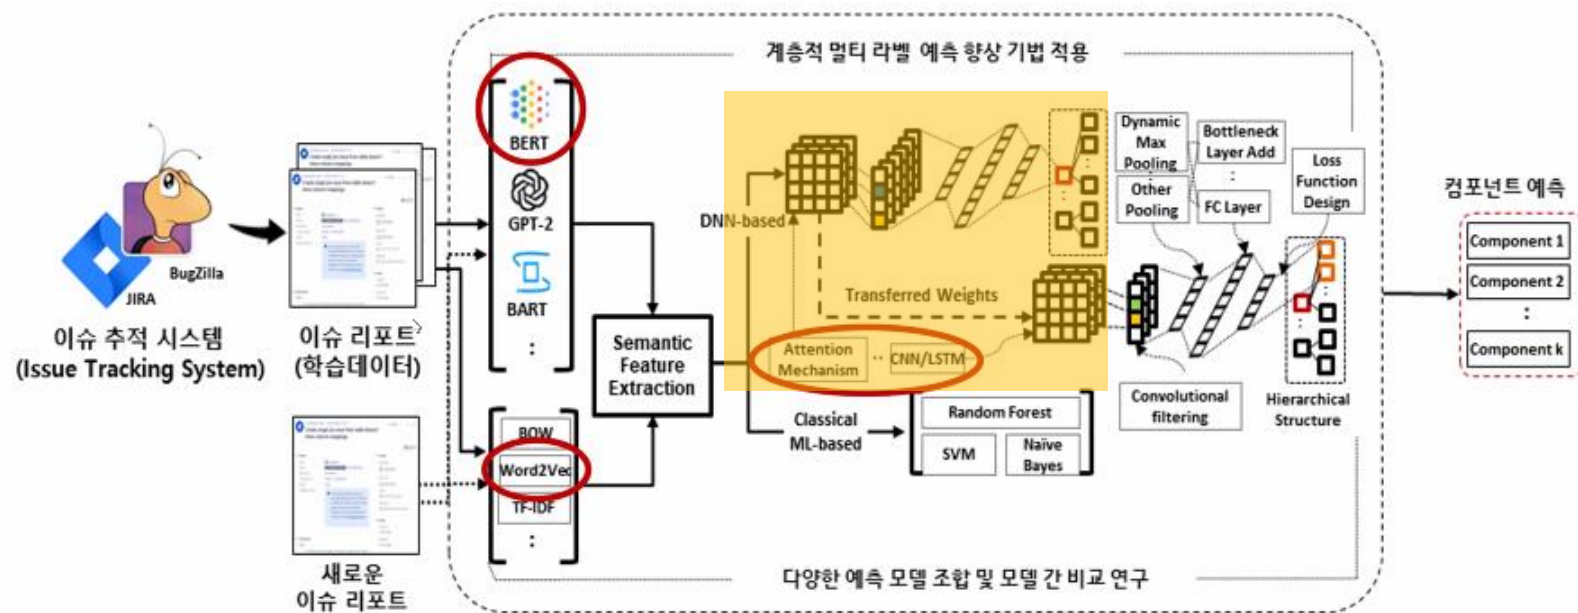 계층적 멀티 라벨 예측 향상 기법 적용
BERT
GPT-2
BART
:
JIRA
BugZilla
이슈 추적 시스템
(Issue Tracking System)
이슈 리포트
(학습데이터)
새로운
이슈 리포트
BOW
Word2Vec
TF-IDF
:
Semantic
Feature
Extraction
DNN-based
Transferred Weights
Attention
Mechanism
CNN/LSTM
Classical
ML-based
Random Forest
SVM
Naïve
Bayes
Dynamic
Max
Pooling
Other
Pooling
Bottleneck
Layer Add
FC Layer
Loss
Function
Design
Convolutional
filtering
Hierarchical
Structure
컴포넌트 예측
Component 1
Component 2
:
Component k
다양한 예측 모델 조합 및 모델 간 비교 연구